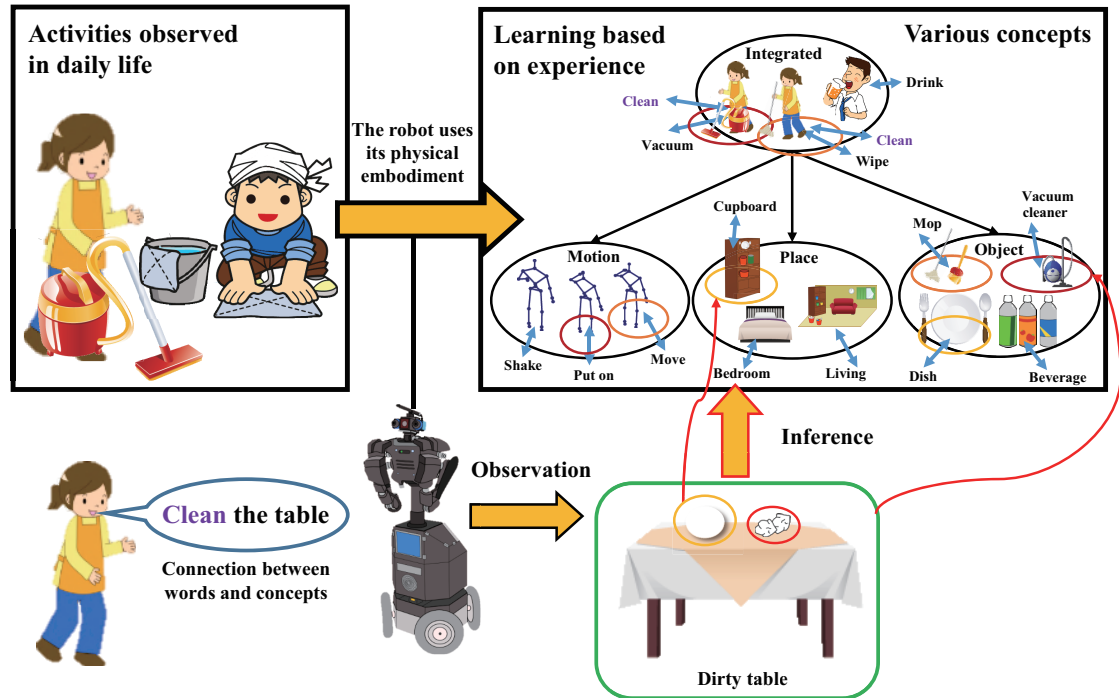 Activities observed
in daily life
The robot uses
its physical
embodiment
Learning based
on experience
Various concepts
Integrated
Clean
Vacuum
Drink
Clean
Wipe
Motion
Shake
Put on
Move
Cupboard
Place
Bedroom
Living
Mop
Vacuum
cleaner
Object
Dish
Beverage
Inference
Observation
Clean the table
Connection between
words and concepts
Dirty table